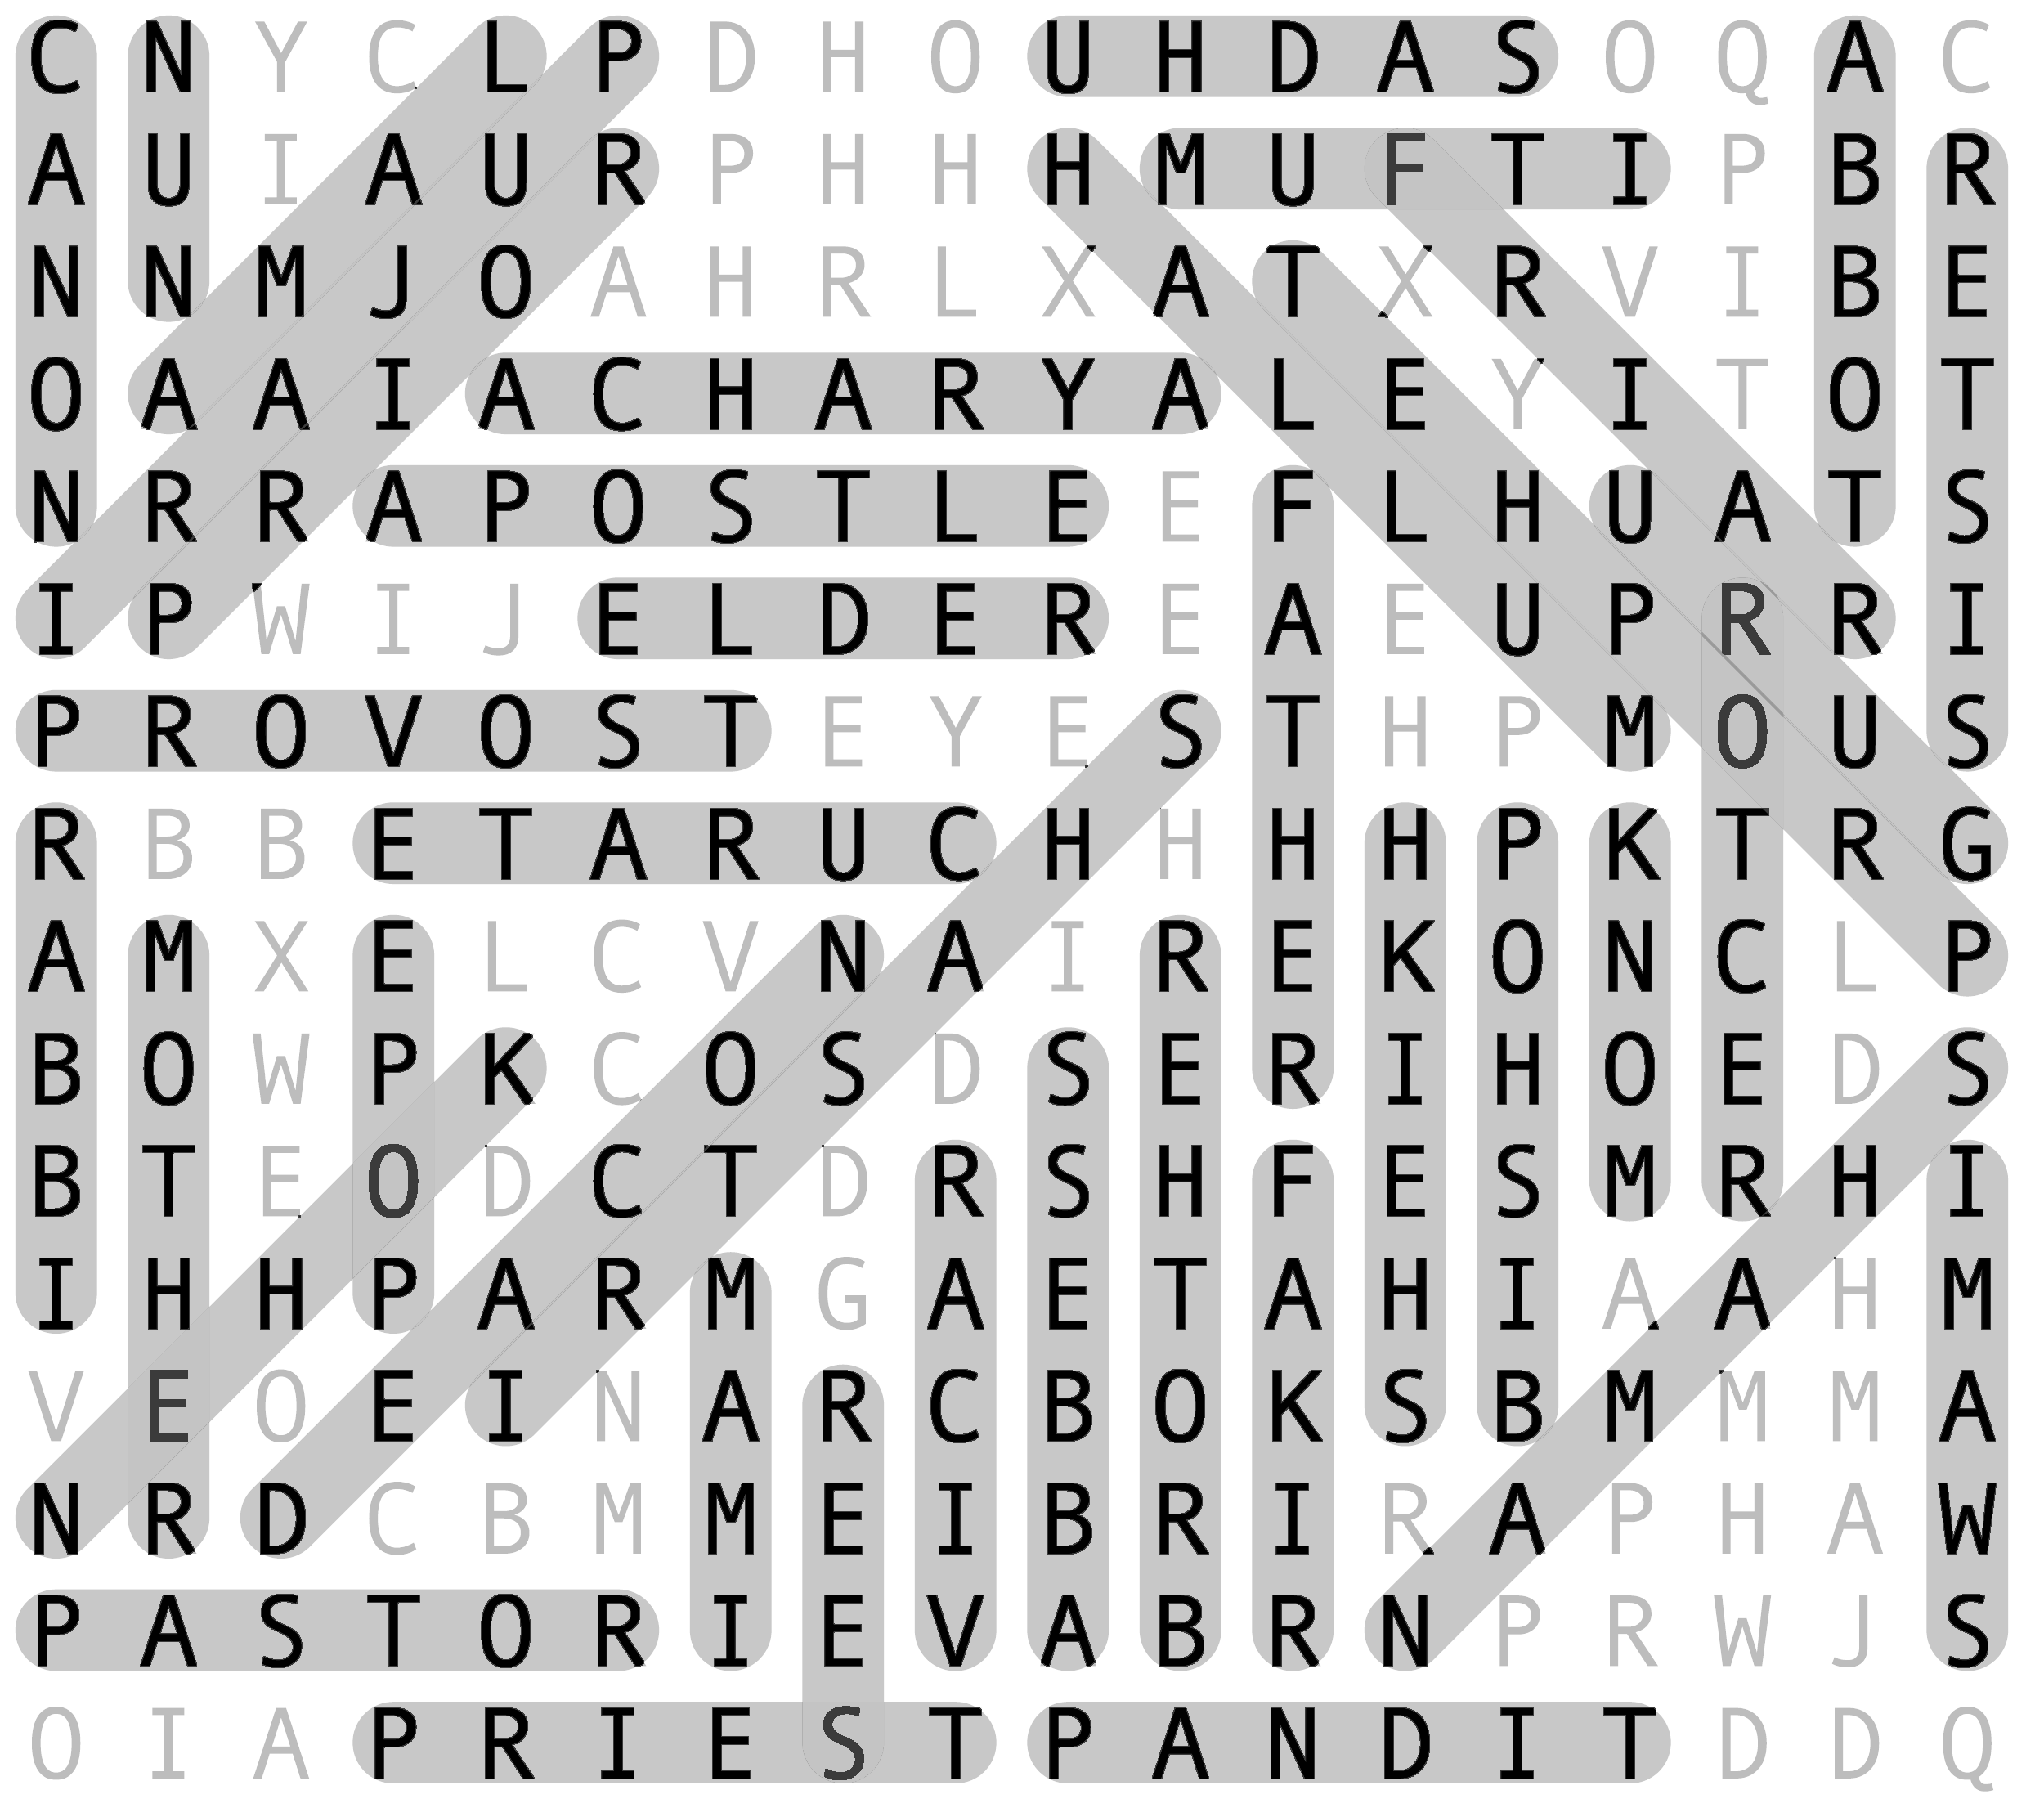 C N Y C L P D H O U H D A S O Q A C
A U I A U R P H H H M U F T I P B R
N N M J O A H R L X A T X R V I B E
O A A I A C H A R Y A L E Y I T O T
N R R A P O S T L E E F L H U A T S
I P W I J E L D E R E A E U P R R I
P R O V O S T E Y E S T H P M O U S
R B B E T A R U C H H H H P K T R G
A M X E L C V N A I R E K O N C L P
B O W P K C O S D S E R I H O E D S
B T E O D C T D R S H F E S M R H I
I H H P A R M G A E T A H I A A H M
V E O E I N A R C B O K S B M M M A
N R D C B M M E I B R I R A P H A W
P A S T O R I E V A B R N P R W J S
O I A P R I E S T P A N D I T D D Q